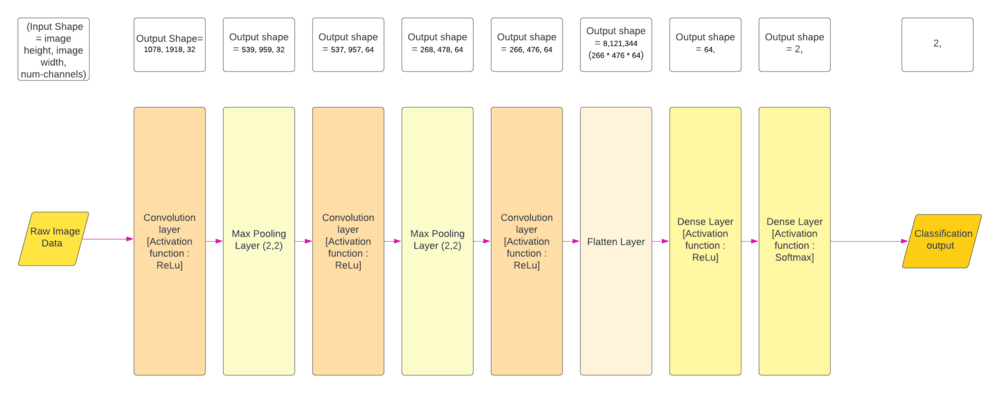 (Input Shape
= image
height, image
width,
num-channels)
Output Shape=
1078, 1918, 32
Output shape
= 539, 959, 32
Output shape
= 537, 957, 64
Output shape
= 268, 478, 64
Output shape
= 266, 476, 64
Output shape
= 8,121,344
(266 * 476 * 64)
Output shape
= 64,
Output shape
= 2,
2,
Raw Image
Data
Convolution
layer
[Activation
function :
ReLu]
Max Pooling
Layer (2,2)
Convolution
layer
[Activation
function :
ReLu]
Max Pooling
Layer (2,2)
Convolution
layer
[Activation
function :
ReLu]
Flatten Layer
Dense Layer
[Activation
function :
ReLu]
Dense Layer
[Activation
function :
Softmax]
Classification
output